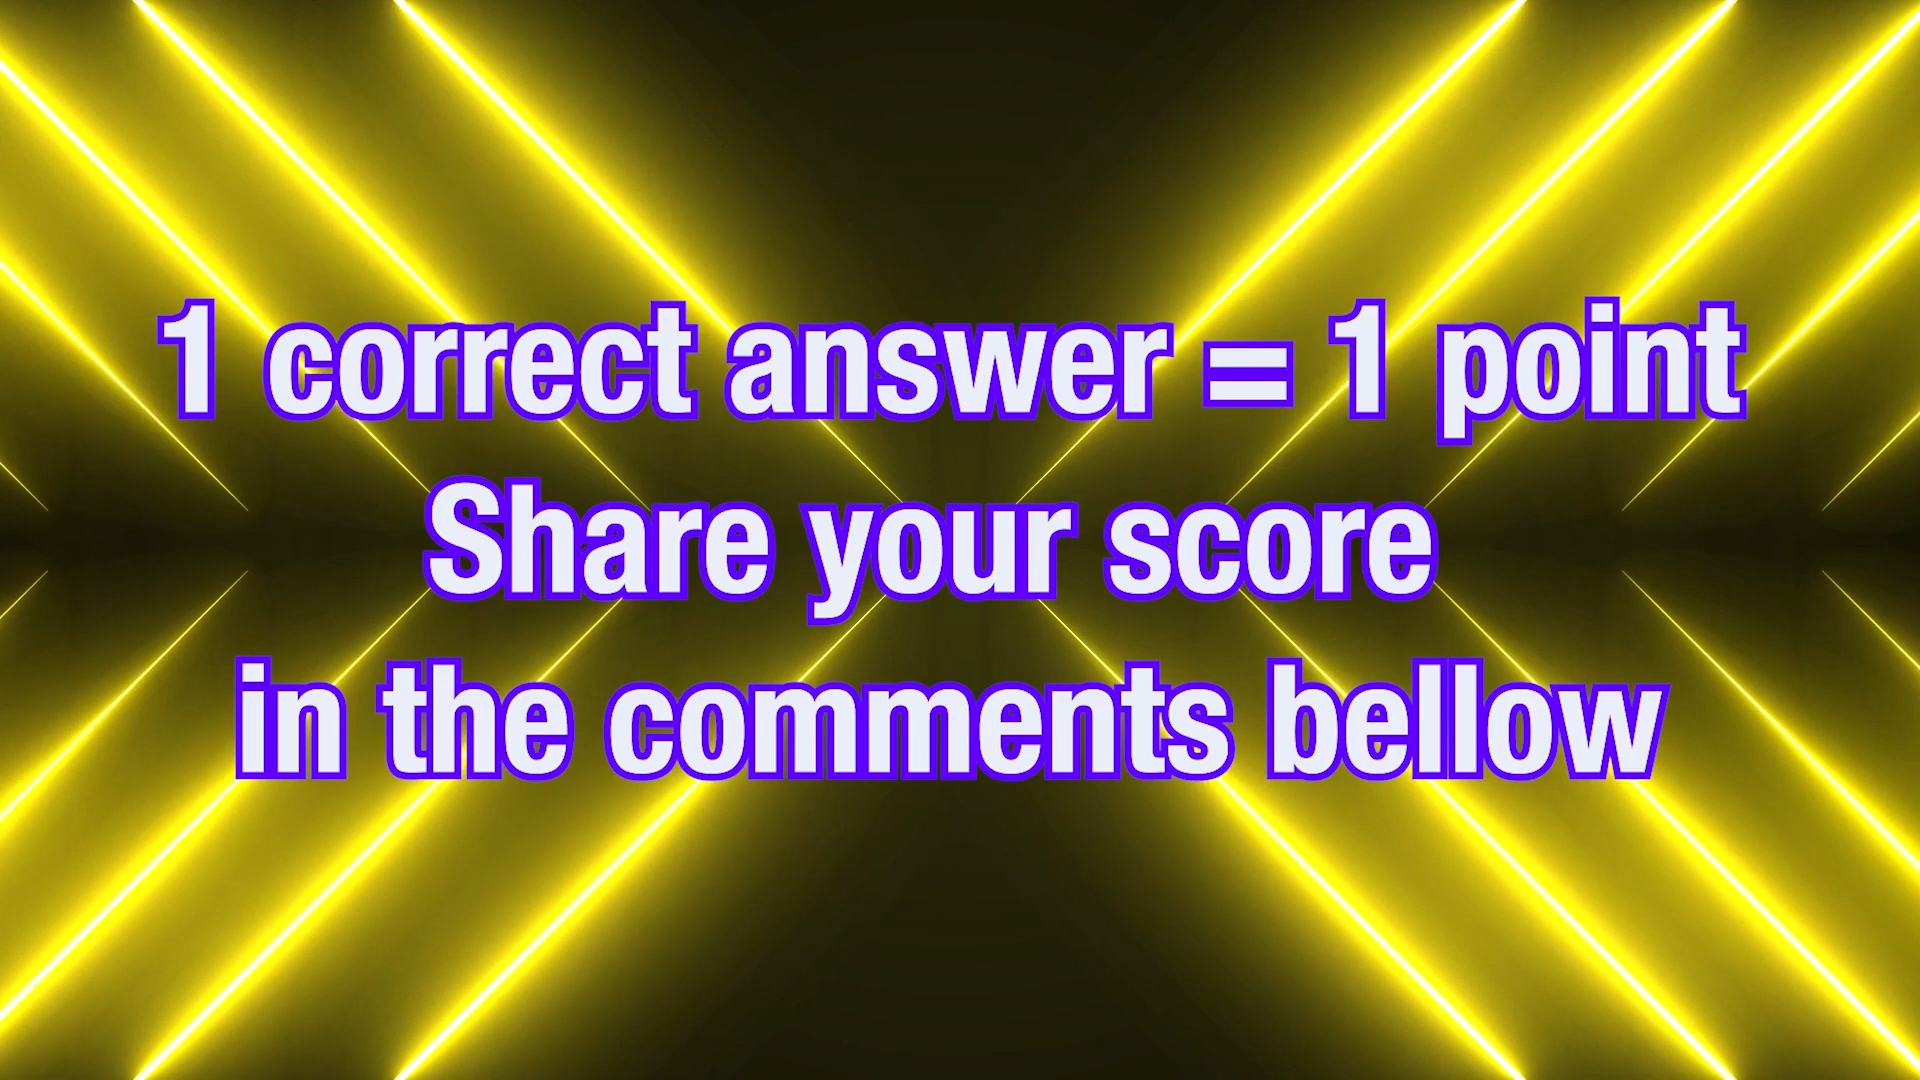 1 correct answer = 1 point
Share your score
in the comments bellow